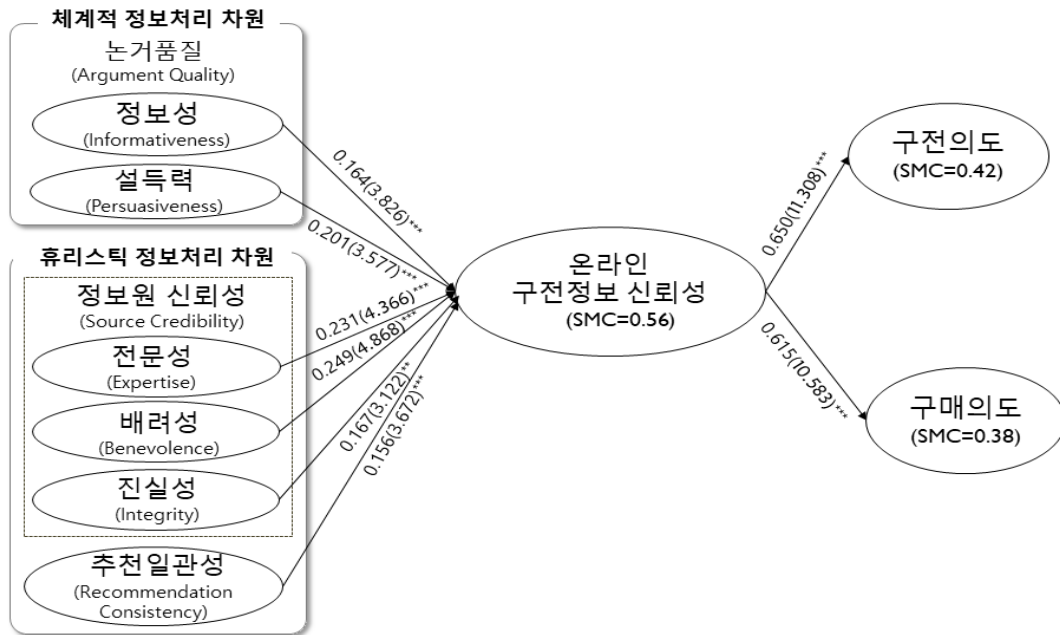 체계적 정보처리 차원
논거품질
(Argument Quality)
정보성
(Informativeness)
설득력
(Persuasiveness)
휴리스틱 정보처리 차원
정보원 신뢰성
(Source Credibility)
전문성
(Expertise)
배려성
(Benevolence)
진실성
(Integrity)
추천일관성
(Recommendation
Consistency)
0.164(3.826)***
0.201(3.577)***
0.231(4.366)***
0.249(4.868)***
0.167(3.122)**
0.156(3.672)***
온라인
구전정보 신뢰성
(SMC=0.56)
0.650(11.308)***
0.615(10.583)***
구전의도
(SMC=0.42)
구매의도
(SMC=0.38)